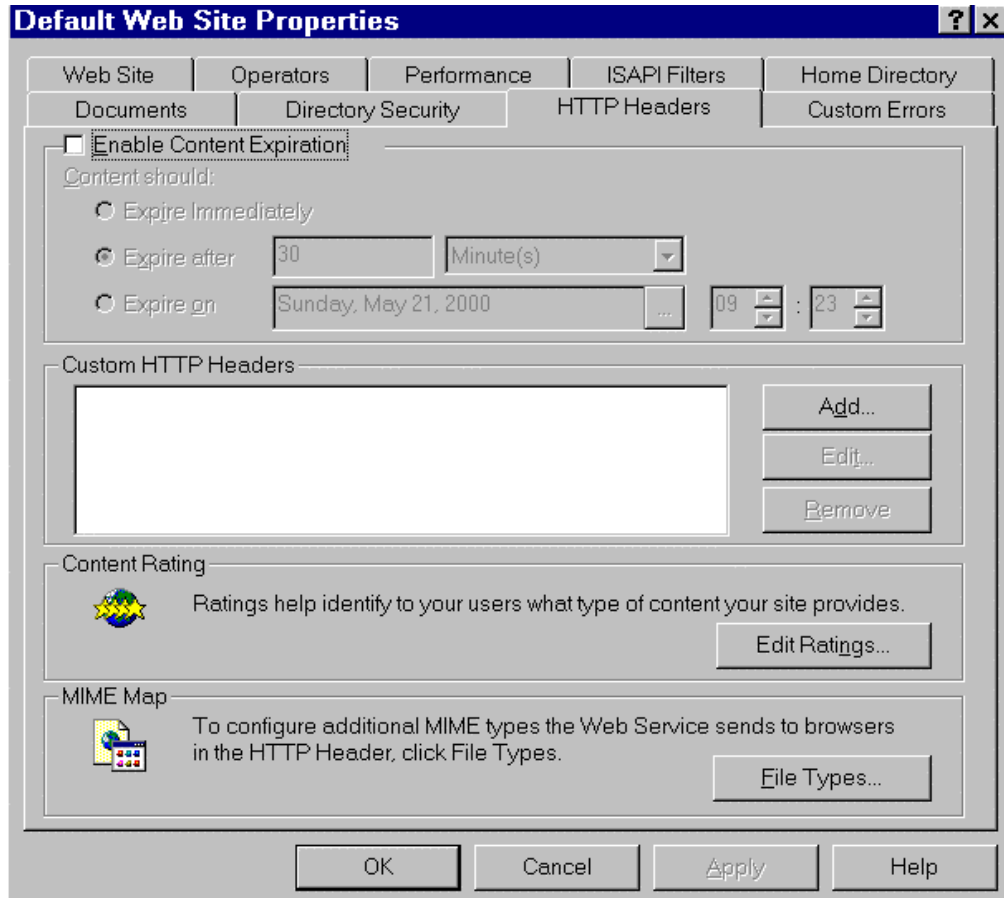 Default Web Site Properties ? ×
Web Site Operators Performance ISAPI Filters Home Directory
Documents Directory Security HTTP Headers Custom Errors
Enable Content Expiration
Content should:
Expire Immediately
Expire after 30 Minute(s)
Expire on Sunday, May 21, 2000 ... 09 : 23
Custom HTTP Headers
Add...
Edit...
Remove
Content Rating
Ratings help identify to your users what type of content your site provides.
Edit Ratings...
MIME Map
To configure additional MIME types the Web Service sends to browsers
in the HTTP Header, click File Types.
File Types...
OK Cancel Apply Help